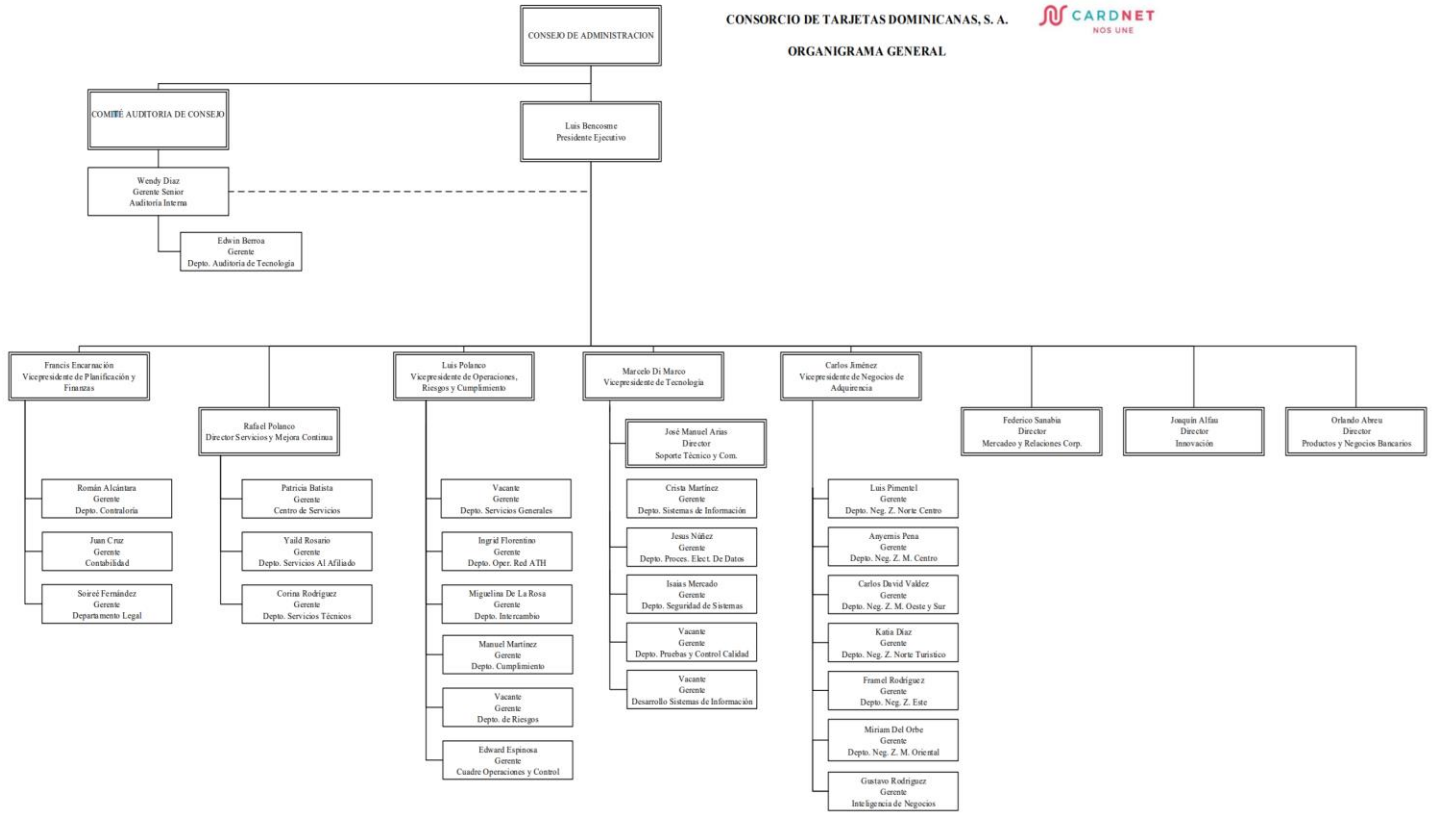 CONSORCIO DE TARJETAS DOMINICANAS, S. A.
ORGANIGRAMA GENERAL
CARDNET
NOS UNE
CONSEJO DE ADMINISTRACION
COMITÉ AUDITORIA DE CONSEJO
Luis Bencosme
Presidente Ejecutivo
Wendy Diaz
Gerente Senior
Auditoría Interna
Edwin Berroa
Gerente
Depto. Auditoría de Tecnología
Francis Encarnación
Vicepresidente de Planificación y
Finanzas
Román Alcántara
Gerente
Depto. Contraloría
Juan Cruz
Gerente
Contabilidad
Soireé Fernández
Gerente
Departamento Legal
Rafael Polanco
Director Servicios y Mejora Continua
Patricia Batista
Gerente
Centro de Servicios
Yaild Rosario
Gerente
Depto. Servicios Al Afiliado
Corina Rodríguez
Gerente
Depto. Servicios Técnicos
Luis Polanco
Vicepresidente de Operaciones,
Riesgos y Cumplimiento
Vacante
Gerente
Depto. Servicios Generales
Ingrid Florentino
Gerente
Depto. Oper. Red ATH
Miguelina De La Rosa
Gerente
Depto. Intercambio
Manuel Martínez
Gerente
Depto. Cumplimiento
Vacante
Gerente
Depto. de Riesgos
Edward Espinosa
Gerente
Cuadre Operaciones y Control
Marcelo Di Marco
Vicepresidente de Tecnología
José Manuel Arias
Director
Soporte Técnico y Com.
Crista Martínez
Gerente
Depto. Sistemas de Información
Jesus Núñez
Gerente
Depto. Proces. Elect. De Datos
Isaias Mercado
Gerente
Depto. Seguridad de Sistemas
Vacante
Gerente
Depto. Pruebas y Control Calidad
Vacante
Gerente
Desarrollo Sistemas de Información
Carlos Jiménez
Vicepresidente de Negocios de
Adquirencia
Luis Pimentel
Gerente
Depto. Neg. Z. Norte Centro
Anyernis Pena
Gerente
Depto. Neg. Z. M. Centro
Carlos David Valdez
Gerente
Depto. Neg. Z. M. Oeste y Sur
Katia Díaz
Gerente
Depto. Neg. Z. Norte Turístico
Framel Rodríguez
Gerente
Depto. Neg. Z. Este
Miriam Del Orbe
Gerente
Depto. Neg. Z. M. Oriental
Gustavo Rodriguez
Gerente
Inteligencia de Negocios
Federico Sanabia
Director
Mercadeo y Relaciones Corp.
Joaquín Alfau
Director
Innovación
Orlando Abreu
Director
Productos y Negocios Bancarios